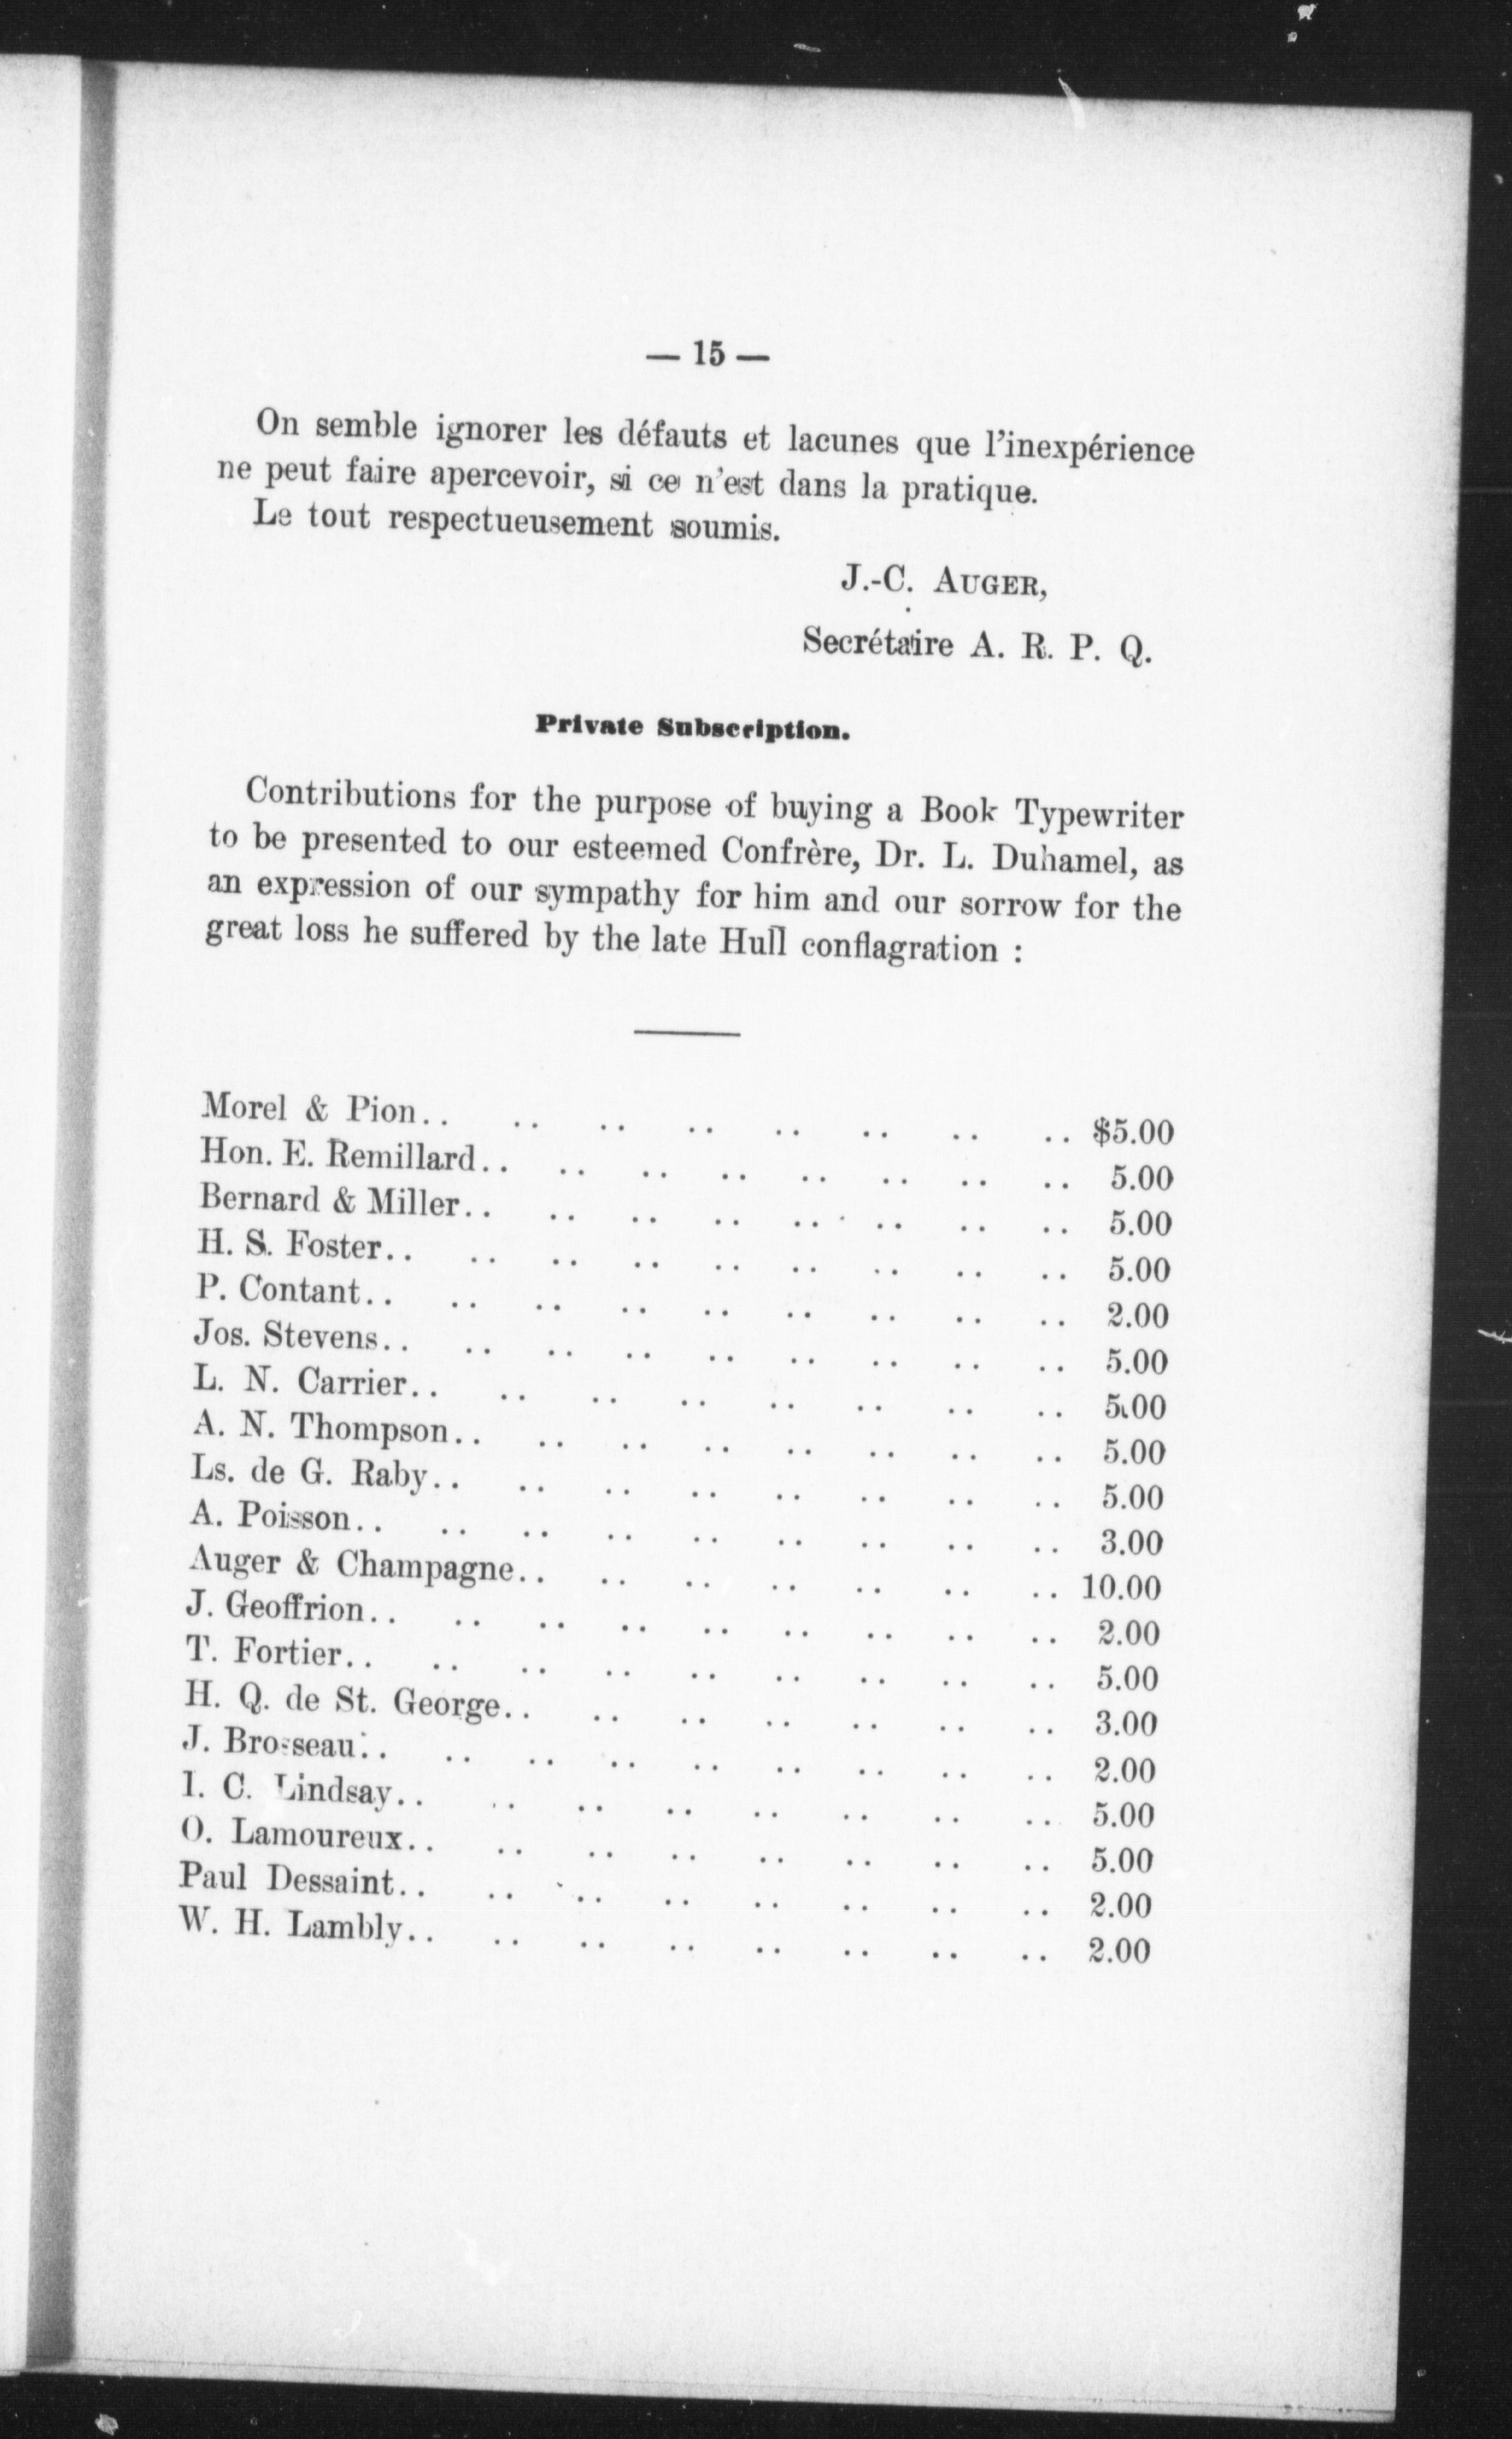 — 15 —
On semble ignorer les défauts et lacunes que l'inexpérience
ne peut faire apercevoir, si ce n'est dans la pratique.
Le tout respectueusement soumis.
J.-C. AUGER,
Secrétaire A. R. P. Q.
Private Subscription.
Contributions for the purpose of buying a Book Typewriter
to be presented to our esteemed Confrère, Dr. L. Duhamel, as
an expression of our sympathy for him and our sorrow for the
great loss he suffered by the late Hull conflagration :
Morel & Pion.. .. .. .. .. .. .. .. $5.00
Hon. E. Remillard.. .. .. .. .. .. .. .. 5.00
Bernard & Miller.. .. .. .. .. .. .. .. 5.00
H. S. Foster.. .. .. .. .. .. .. .. .. 5.00
P. Contant.. .. .. .. .. .. .. .. .. 2.00
Jos. Stevens.. .. .. .. .. .. .. .. .. 5.00
L. N. Carrier.. .. .. .. .. .. .. .. 5.00
A. N. Thompson.. .. .. .. .. .. .. .. 5.00
Ls. de G. Raby.. .. .. .. .. .. .. .. 5.00
A. Poisson.. .. .. .. .. .. .. .. .. 3.00
Auger & Champagne.. .. .. .. .. .. .. 10.00
J. Geoffrion.. .. .. .. .. .. .. .. .. 2.00
T. Fortier.. .. .. .. .. .. .. .. .. 5.00
H. Q. de St. George.. .. .. .. .. .. .. 3.00
J. Brosseau.. .. .. .. .. .. .. .. .. 2.00
I. C. Lindsay.. .. .. .. .. .. .. .. 5.00
O. Lamoureux.. .. .. .. .. .. .. .. 5.00
Paul Dessaint.. .. .. .. .. .. .. .. 2.00
W. H. Lambly.. .. .. .. .. .. .. .. 2.00